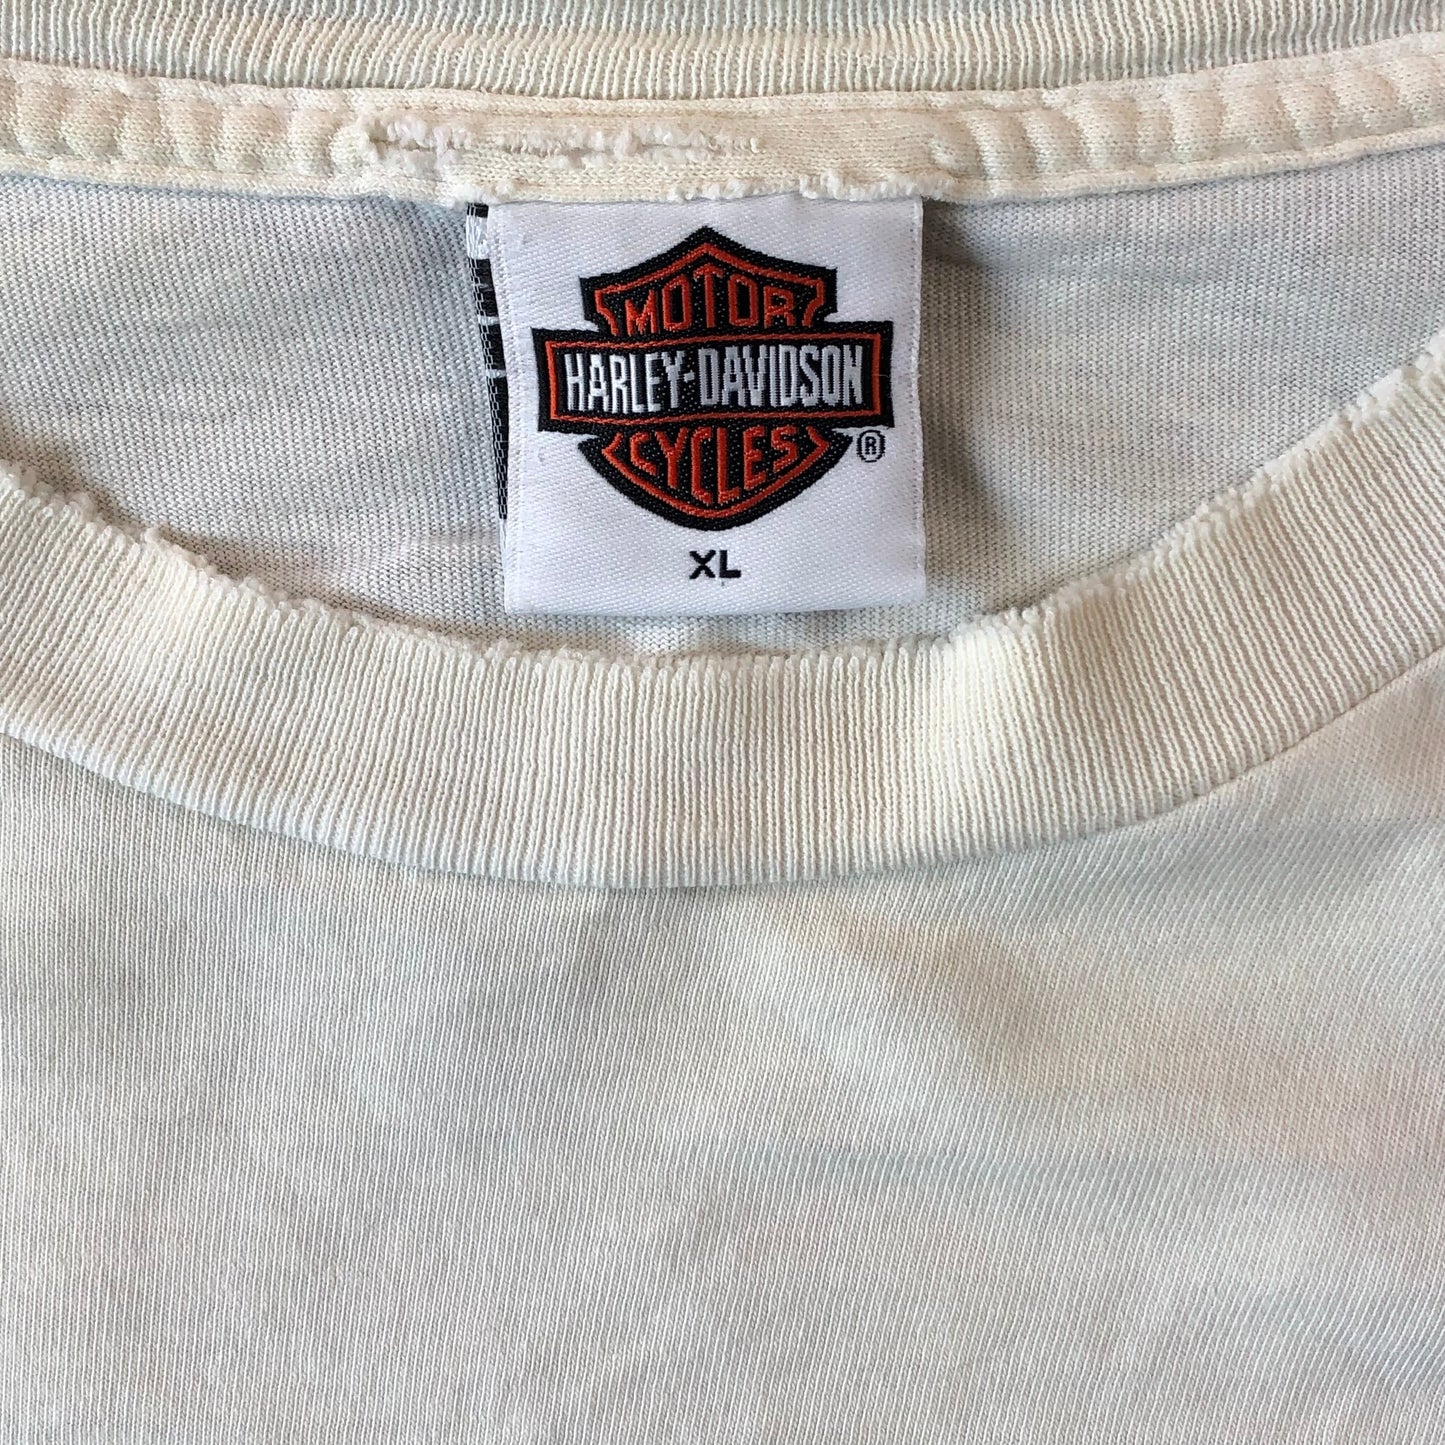 MOTOR
HARLEY-DAVIDSON
CYCLES
®
XL